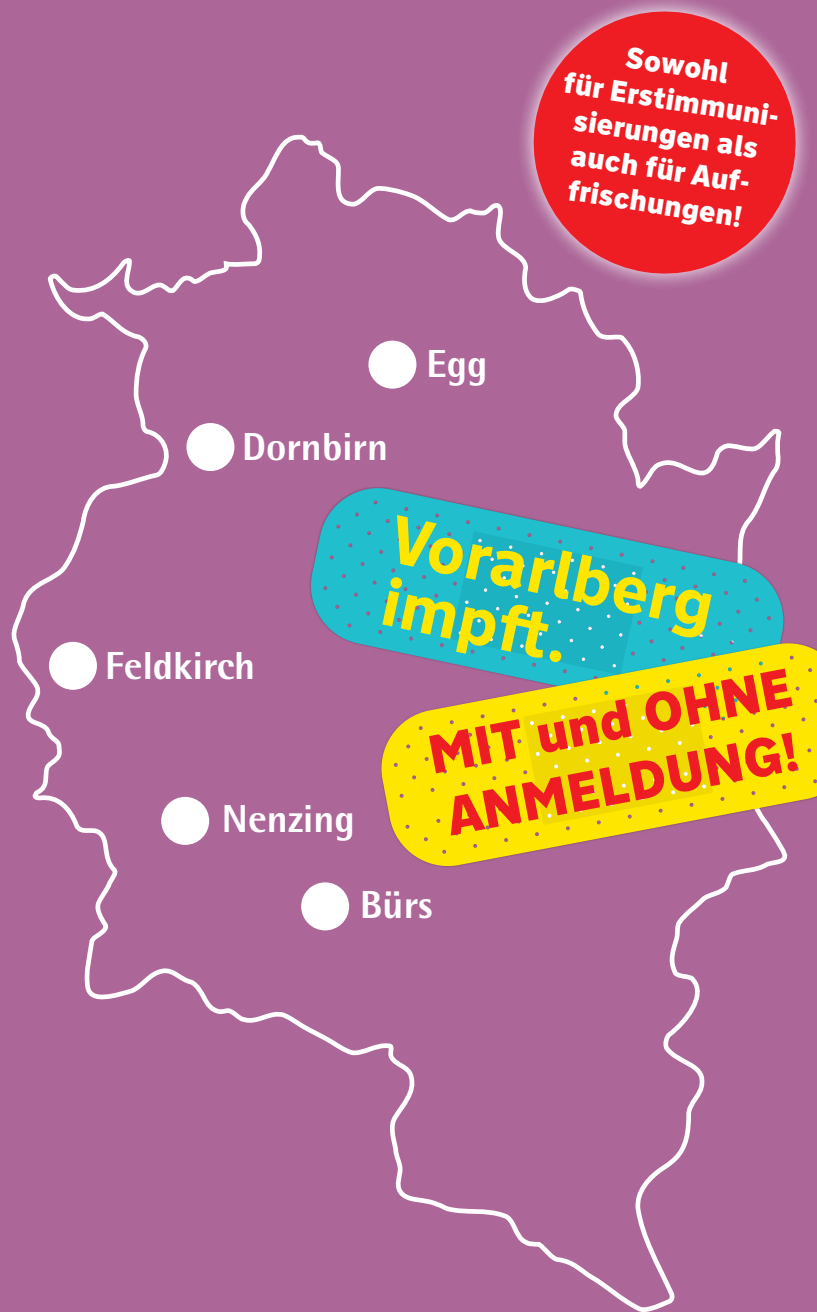 Sowohl
für Erstimmuni-
sierungen als
auch für Auf-
frischungen!
Egg
Dornbirn
Vorarlberg
impft.
Feldkirch
MIT und OHNE
ANMELDUNG!
Nenzing
Bürs